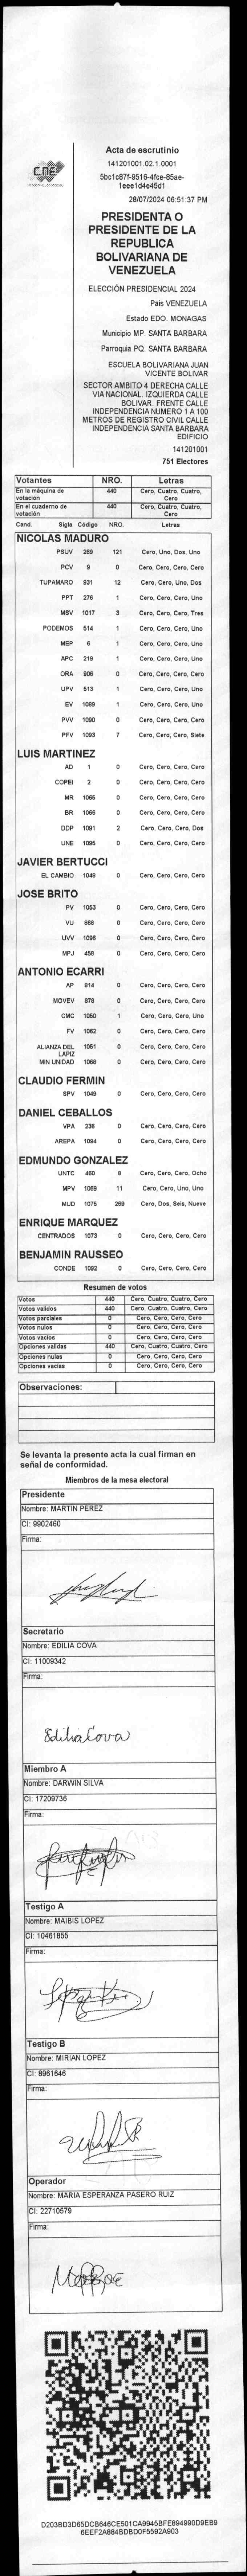 CNE
Acta de escrutinio
141201001.02.1.0001
5bc1c87f-9516-4fce-85ae-
1eee1d4e45d1
28/07/2024 06:51:37 PM
PRESIDENTA O
PRESIDENTE DE LA
REPUBLICA
BOLIVARIANA DE
VENEZUELA
ELECCIÓN PRESIDENCIAL 2024
Pais VENEZUELA
Estado EDO. MONAGAS
Municipio MP. SANTA BARBARA
Parroquia PQ. SANTA BARBARA
ESCUELA BOLIVARIANA JUAN
VICENTE BOLIVAR
SECTOR AMBITO 4 DERECHA CALLE
VIA NACIONAL. IZQUIERDA CALLE
BOLIVAR. FRENTE CALLE
INDEPENDENCIA NUMERO 1 A 100
METROS DE REGISTRO CIVIL CALLE
INDEPENDENCIA SANTA BARBARA
EDIFICIO
141201001
751 Electores
Votantes NRO. Letras
En la máquina de votación 440 Cero, Cuatro, Cuatro, Cero
En el cuaderno de votación 440 Cero, Cuatro, Cuatro, Cero
Cand. Sigla Código NRO. Letras
NICOLAS MADURO
PSUV 269 121 Cero, Uno, Dos, Uno
PCV 9 0 Cero, Cero, Cero, Cero
TUPAMARO 931 12 Cero, Cero, Uno, Dos
PPT 276 1 Cero, Cero, Cero, Uno
MSV 1017 3 Cero, Cero, Cero, Tres
PODEMOS 514 1 Cero, Cero, Cero, Uno
MEP 6 1 Cero, Cero, Cero, Uno
APC 219 1 Cero, Cero, Cero, Uno
ORA 906 0 Cero, Cero, Cero, Cero
UPV 513 1 Cero, Cero, Cero, Uno
EV 1089 1 Cero, Cero, Cero, Uno
PVV 1090 0 Cero, Cero, Cero, Cero
PFV 1093 7 Cero, Cero, Cero, Siete
LUIS MARTINEZ
AD 1 0 Cero, Cero, Cero, Cero
COPEI 2 0 Cero, Cero, Cero, Cero
MR 1065 0 Cero, Cero, Cero, Cero
BR 1066 0 Cero, Cero, Cero, Cero
DDP 1091 2 Cero, Cero, Cero, Dos
UNE 1095 0 Cero, Cero, Cero, Cero
JAVIER BERTUCCI
EL CAMBIO 1048 0 Cero, Cero, Cero, Cero
JOSE BRITO
PV 1053 0 Cero, Cero, Cero, Cero
VU 868 0 Cero, Cero, Cero, Cero
UVV 1096 0 Cero, Cero, Cero, Cero
MPJ 458 0 Cero, Cero, Cero, Cero
ANTONIO ECARRI
AP 814 0 Cero, Cero, Cero, Cero
MOVEV 878 0 Cero, Cero, Cero, Cero
CMC 1050 1 Cero, Cero, Cero, Uno
FV 1062 0 Cero, Cero, Cero, Cero
ALIANZA DEL LAPIZ 1051 0 Cero, Cero, Cero, Cero
MIN UNIDAD 1068 0 Cero, Cero, Cero, Cero
CLAUDIO FERMIN
SPV 1049 0 Cero, Cero, Cero, Cero
DANIEL CEBALLOS
VPA 236 0 Cero, Cero, Cero, Cero
AREPA 1094 0 Cero, Cero, Cero, Cero
EDMUNDO GONZALEZ
UNTC 460 8 Cero, Cero, Cero, Ocho
MPV 1069 11 Cero, Cero, Uno, Uno
MUD 1075 269 Cero, Dos, Seis, Nueve
ENRIQUE MARQUEZ
CENTRADOS 1073 0 Cero, Cero, Cero, Cero
BENJAMIN RAUSSEO
CONDE 1092 0 Cero, Cero, Cero, Cero
Resumen de votos
Votos 440 Cero, Cuatro, Cuatro, Cero
Votos validos 440 Cero, Cuatro, Cuatro, Cero
Votos parciales 0 Cero, Cero, Cero, Cero
Votos nulos 0 Cero, Cero, Cero, Cero
Votos vacios 0 Cero, Cero, Cero, Cero
Opciones validas 440 Cero, Cuatro, Cuatro, Cero
Opciones nulas 0 Cero, Cero, Cero, Cero
Opciones vacias 0 Cero, Cero, Cero, Cero
Observaciones:
Se levanta la presente acta la cual firman en
señal de conformidad.
Miembros de la mesa electoral
Presidente
Nombre: MARTIN PEREZ
CI: 9902460
Firma:
Secretario
Nombre: EDILIA COVA
CI: 11009342
Firma:
Edilia Cova
Miembro A
Nombre: DARWIN SILVA
CI: 17209736
Firma:
Testigo A
Nombre: MAIBIS LOPEZ
CI: 10461855
Firma:
Testigo B
Nombre: MIRIAN LOPEZ
CI: 8961646
Firma:
Operador
Nombre: MARIA ESPERANZA PASERO RUIZ
CI: 22710579
Firma:
D203BD3D65DCB646CE501CA9945BFE894990D9EB9
6EEF2A884BDBD0F5592A903